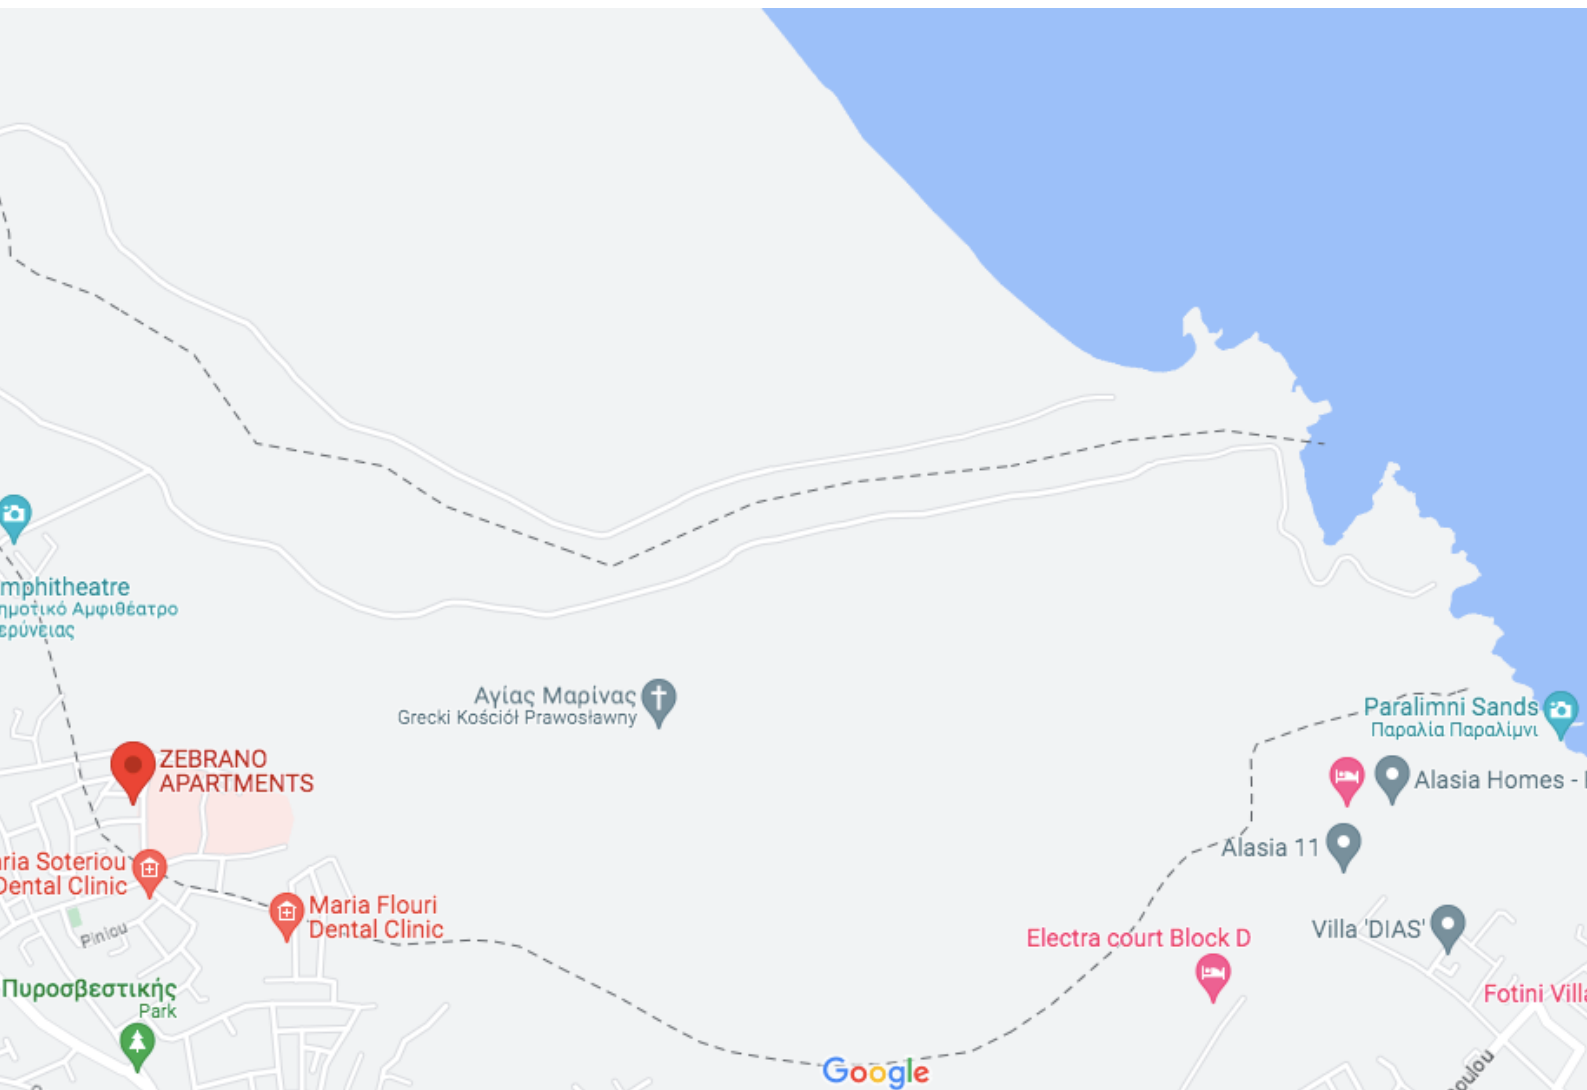 mphitheatre
ημοτικό Αμφιθέατρο
ερύνειας
Αγίας Μαρίνας
Grecki Kościół Prawosławny
Paralimni Sands
Παραλία Παραλίμνι
ZEBRANO
APARTMENTS
Alasia Homes -
Alasia 11
ria Soteriou
Dental Clinic
Maria Flouri
Dental Clinic
Piniou
Villa 'DIAS'
Electra court Block D
Πυροσβεστικής
Park
Fotini Villa
Google
oulou